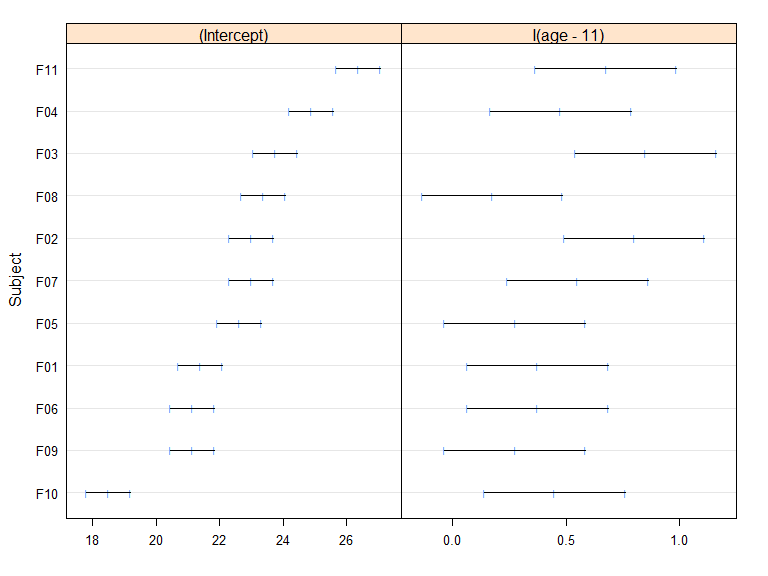 (Intercept)
I(age - 11)
F11
F04
F03
F08
F02
F07
F05
F01
F06
F09
F10
Subject
18 20 22 24 26
0.0 0.5 1.0